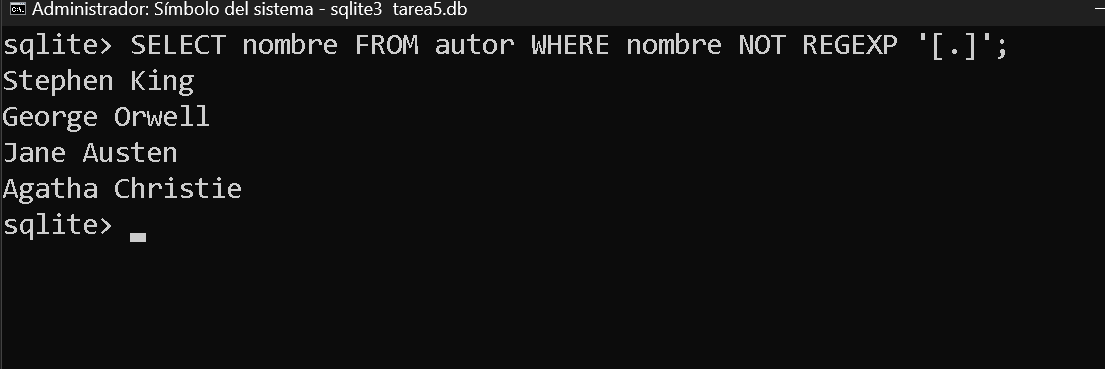 Administrador: Símbolo del sistema - sqlite3 tarea5.db
sqlite> SELECT nombre FROM autor WHERE nombre NOT REGEXP '[.]';
Stephen King
George Orwell
Jane Austen
Agatha Christie
sqlite>